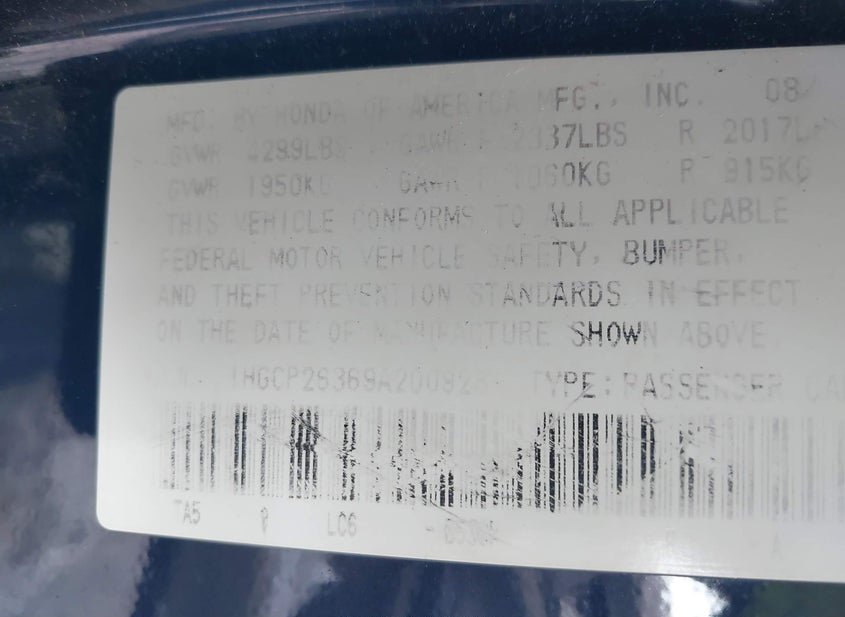 MFG. BY HONDA OF AMERICA MFG., INC. 08/
GVWR 4299LBS GAWR F 2337LBS R 2017L
GVWR 1950KG GAWR F 1060KG R 915KG
THIS VEHICLE CONFORMS TO ALL APPLICABLE
FEDERAL MOTOR VEHICLE SAFETY, BUMPER,
AND THEFT PREVENTION STANDARDS IN EFFECT
ON THE DATE OF MANUFACTURE SHOWN ABOVE.
TYPE: PASSENGER CA
TA5 LC6
A